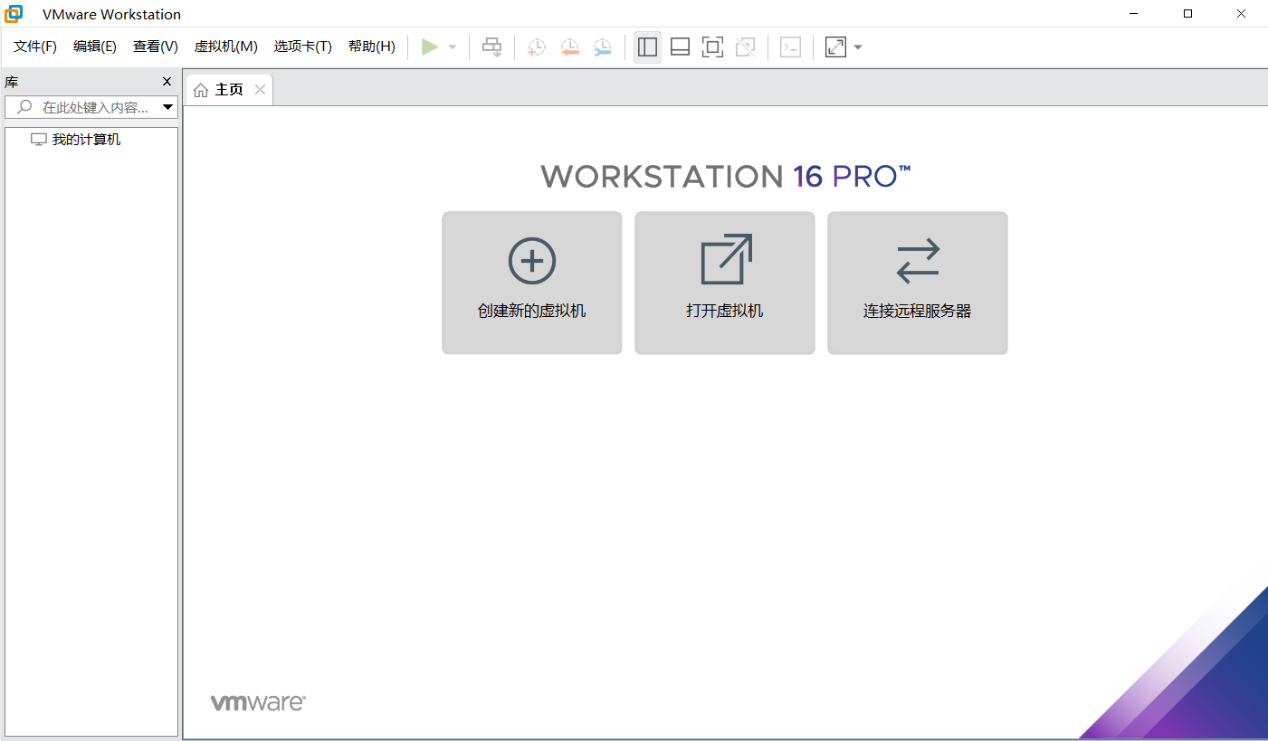 VMware Workstation
文件(F) 编辑(E) 查看(V) 虚拟机(M) 选项卡(T) 帮助(H)
库
主页
在此处键入内容...
我的计算机
WORKSTATION 16 PRO™
创建新的虚拟机 打开虚拟机 连接远程服务器
vmware®